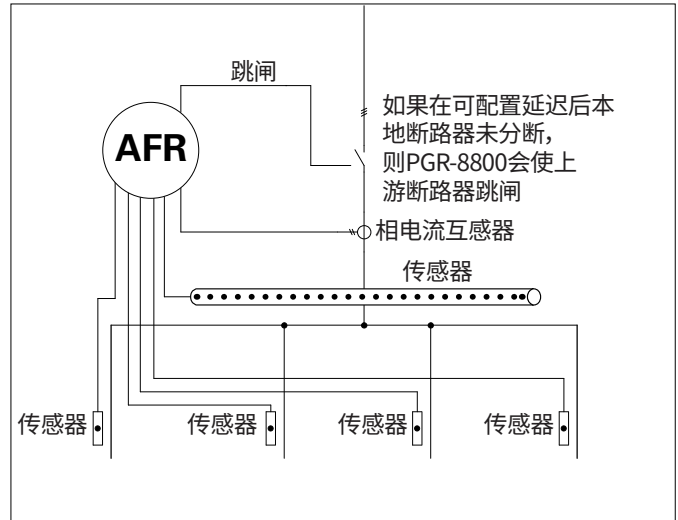 跳闸
AFR
如果在可配置延迟后本
地断路器未分断，
则PGR-8800会使上
游断路器跳闸
相电流互感器
传感器
传感器
传感器
传感器
传感器